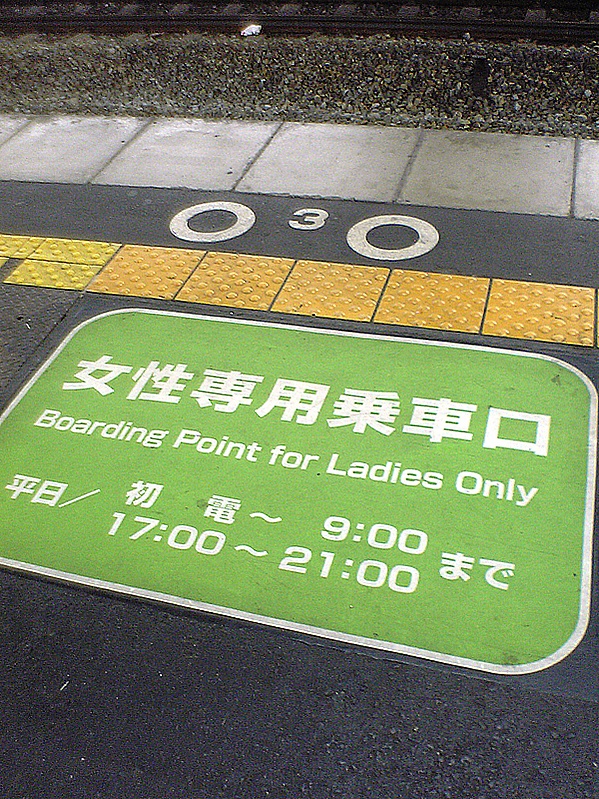 ○ 3 ○
女性専用乗車口
Boarding Point for Ladies Only
平日／ 初 電～ 9:00
17:00～21:00 まで